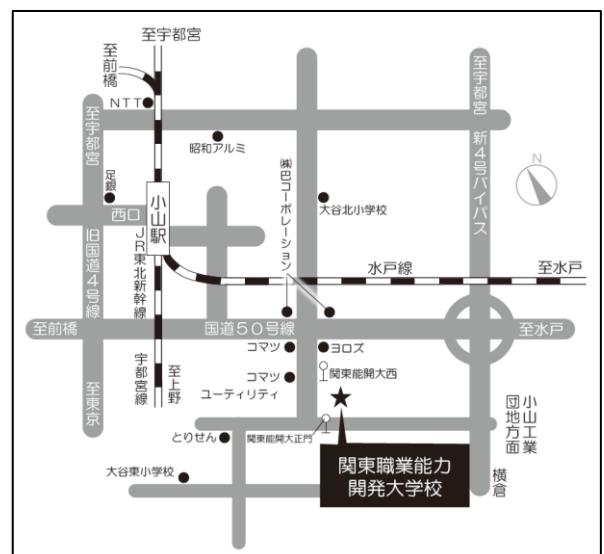 至宇都宮
至前橋
NTT
至宇都宮
昭和アルミ
至宇都宮
新4号バイパス
N
足銀
西口
小山駅
㈱巴コーポレーション
大谷北小学校
旧国道4号線
JR東北新幹線
水戸線
至水戸
至前橋
国道50号線
至水戸
コマツ
ヨロズ
宇都宮線
至上野
コマツ
ユーティリティ
関東能開大西
至東京
小山工業
団地方面
とりせん
関東能開大正門
大谷東小学校
関東職業能力
開発大学校
横倉